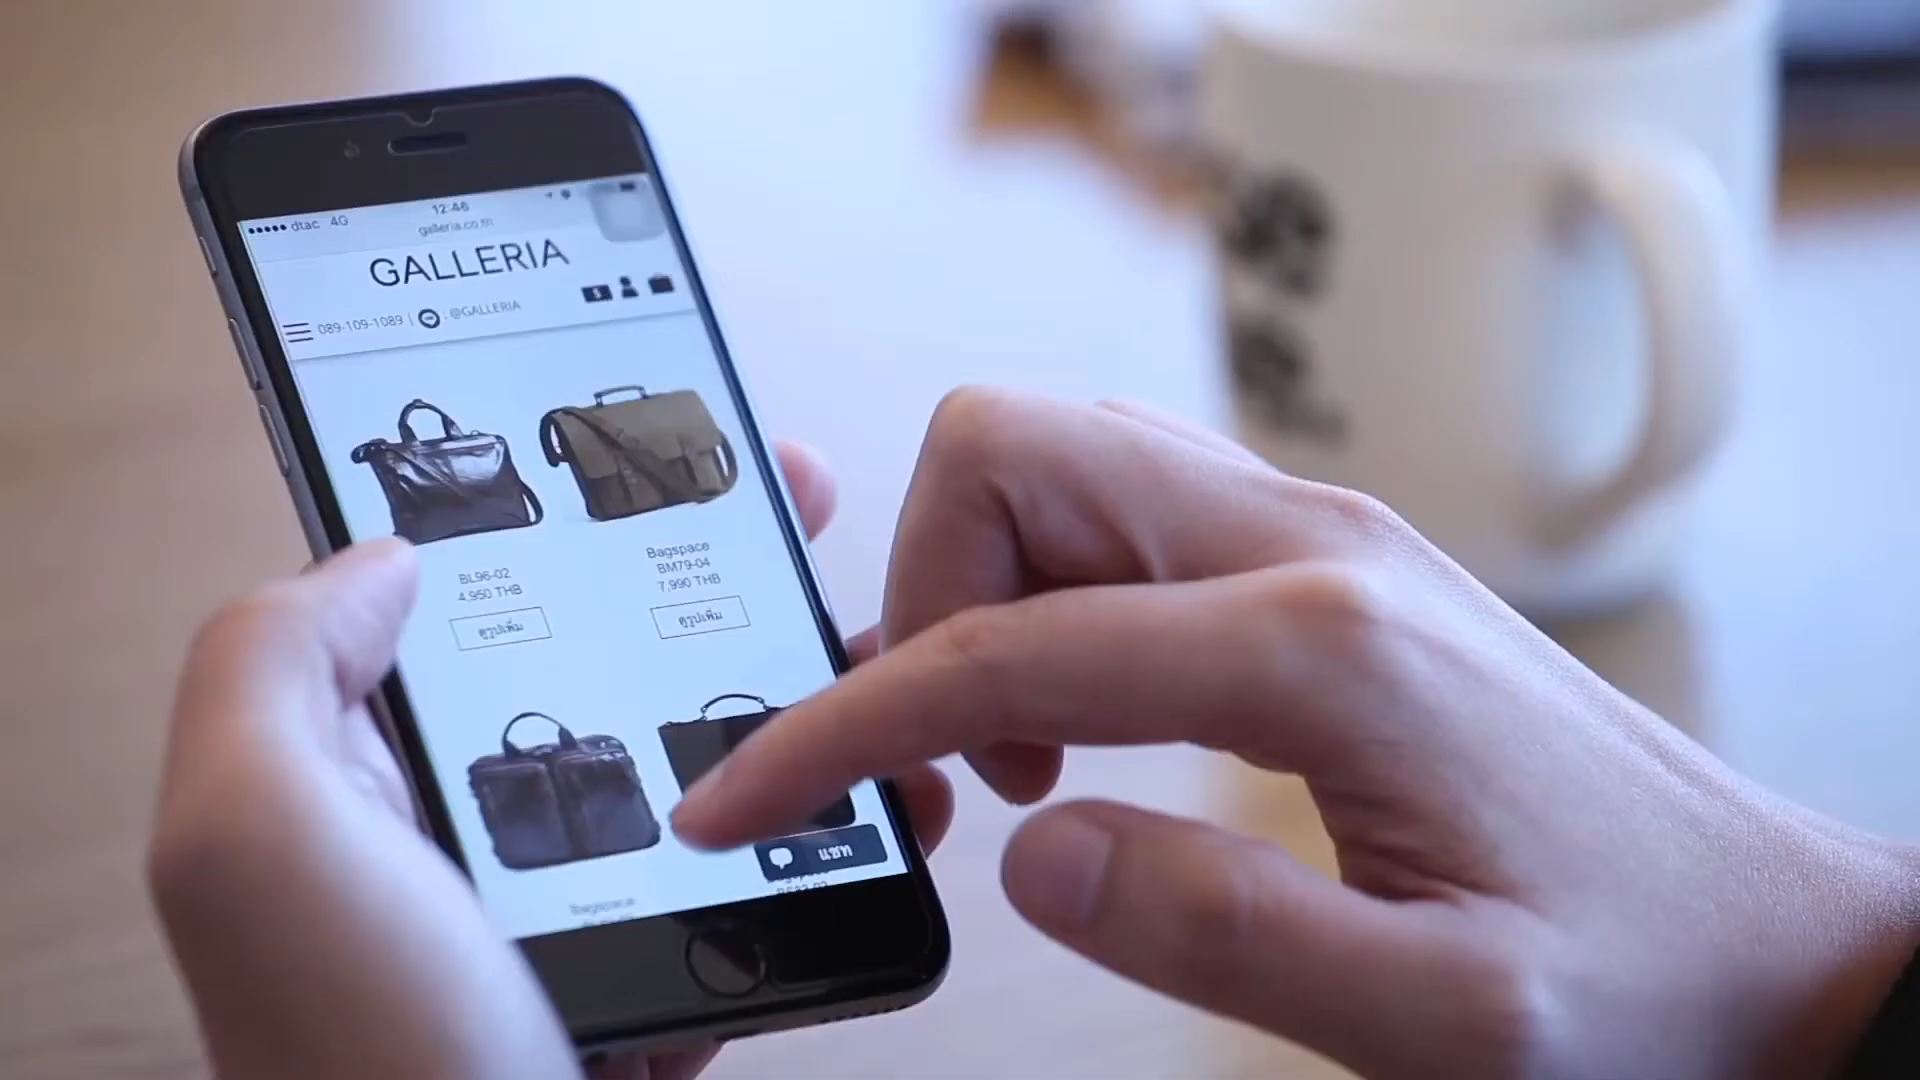 dtac 4G 12:46
galleria.co.th
GALLERIA
089-109-1089 | : @GALLERIA
BL96-02
4,950 THB
ดูรูปเพิ่ม
Bagspace
BM79-04
7,990 THB
ดูรูปเพิ่ม
แชท
Bagspace